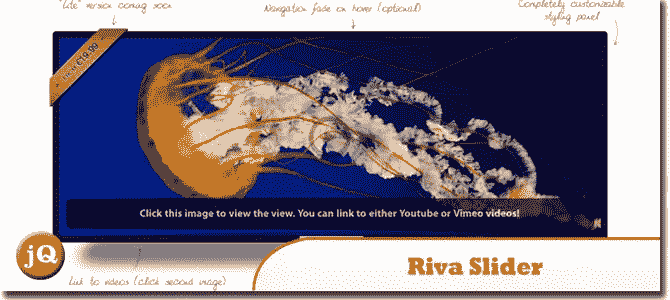 "Lite" version coming soon
Navigation fade on hover (optional)
Completely customizable
styling panel
now €19.99
Click this image to view the view. You can link to either Youtube or Vimeo videos!
jQ
Riva Slider
Link to videos (click second image)